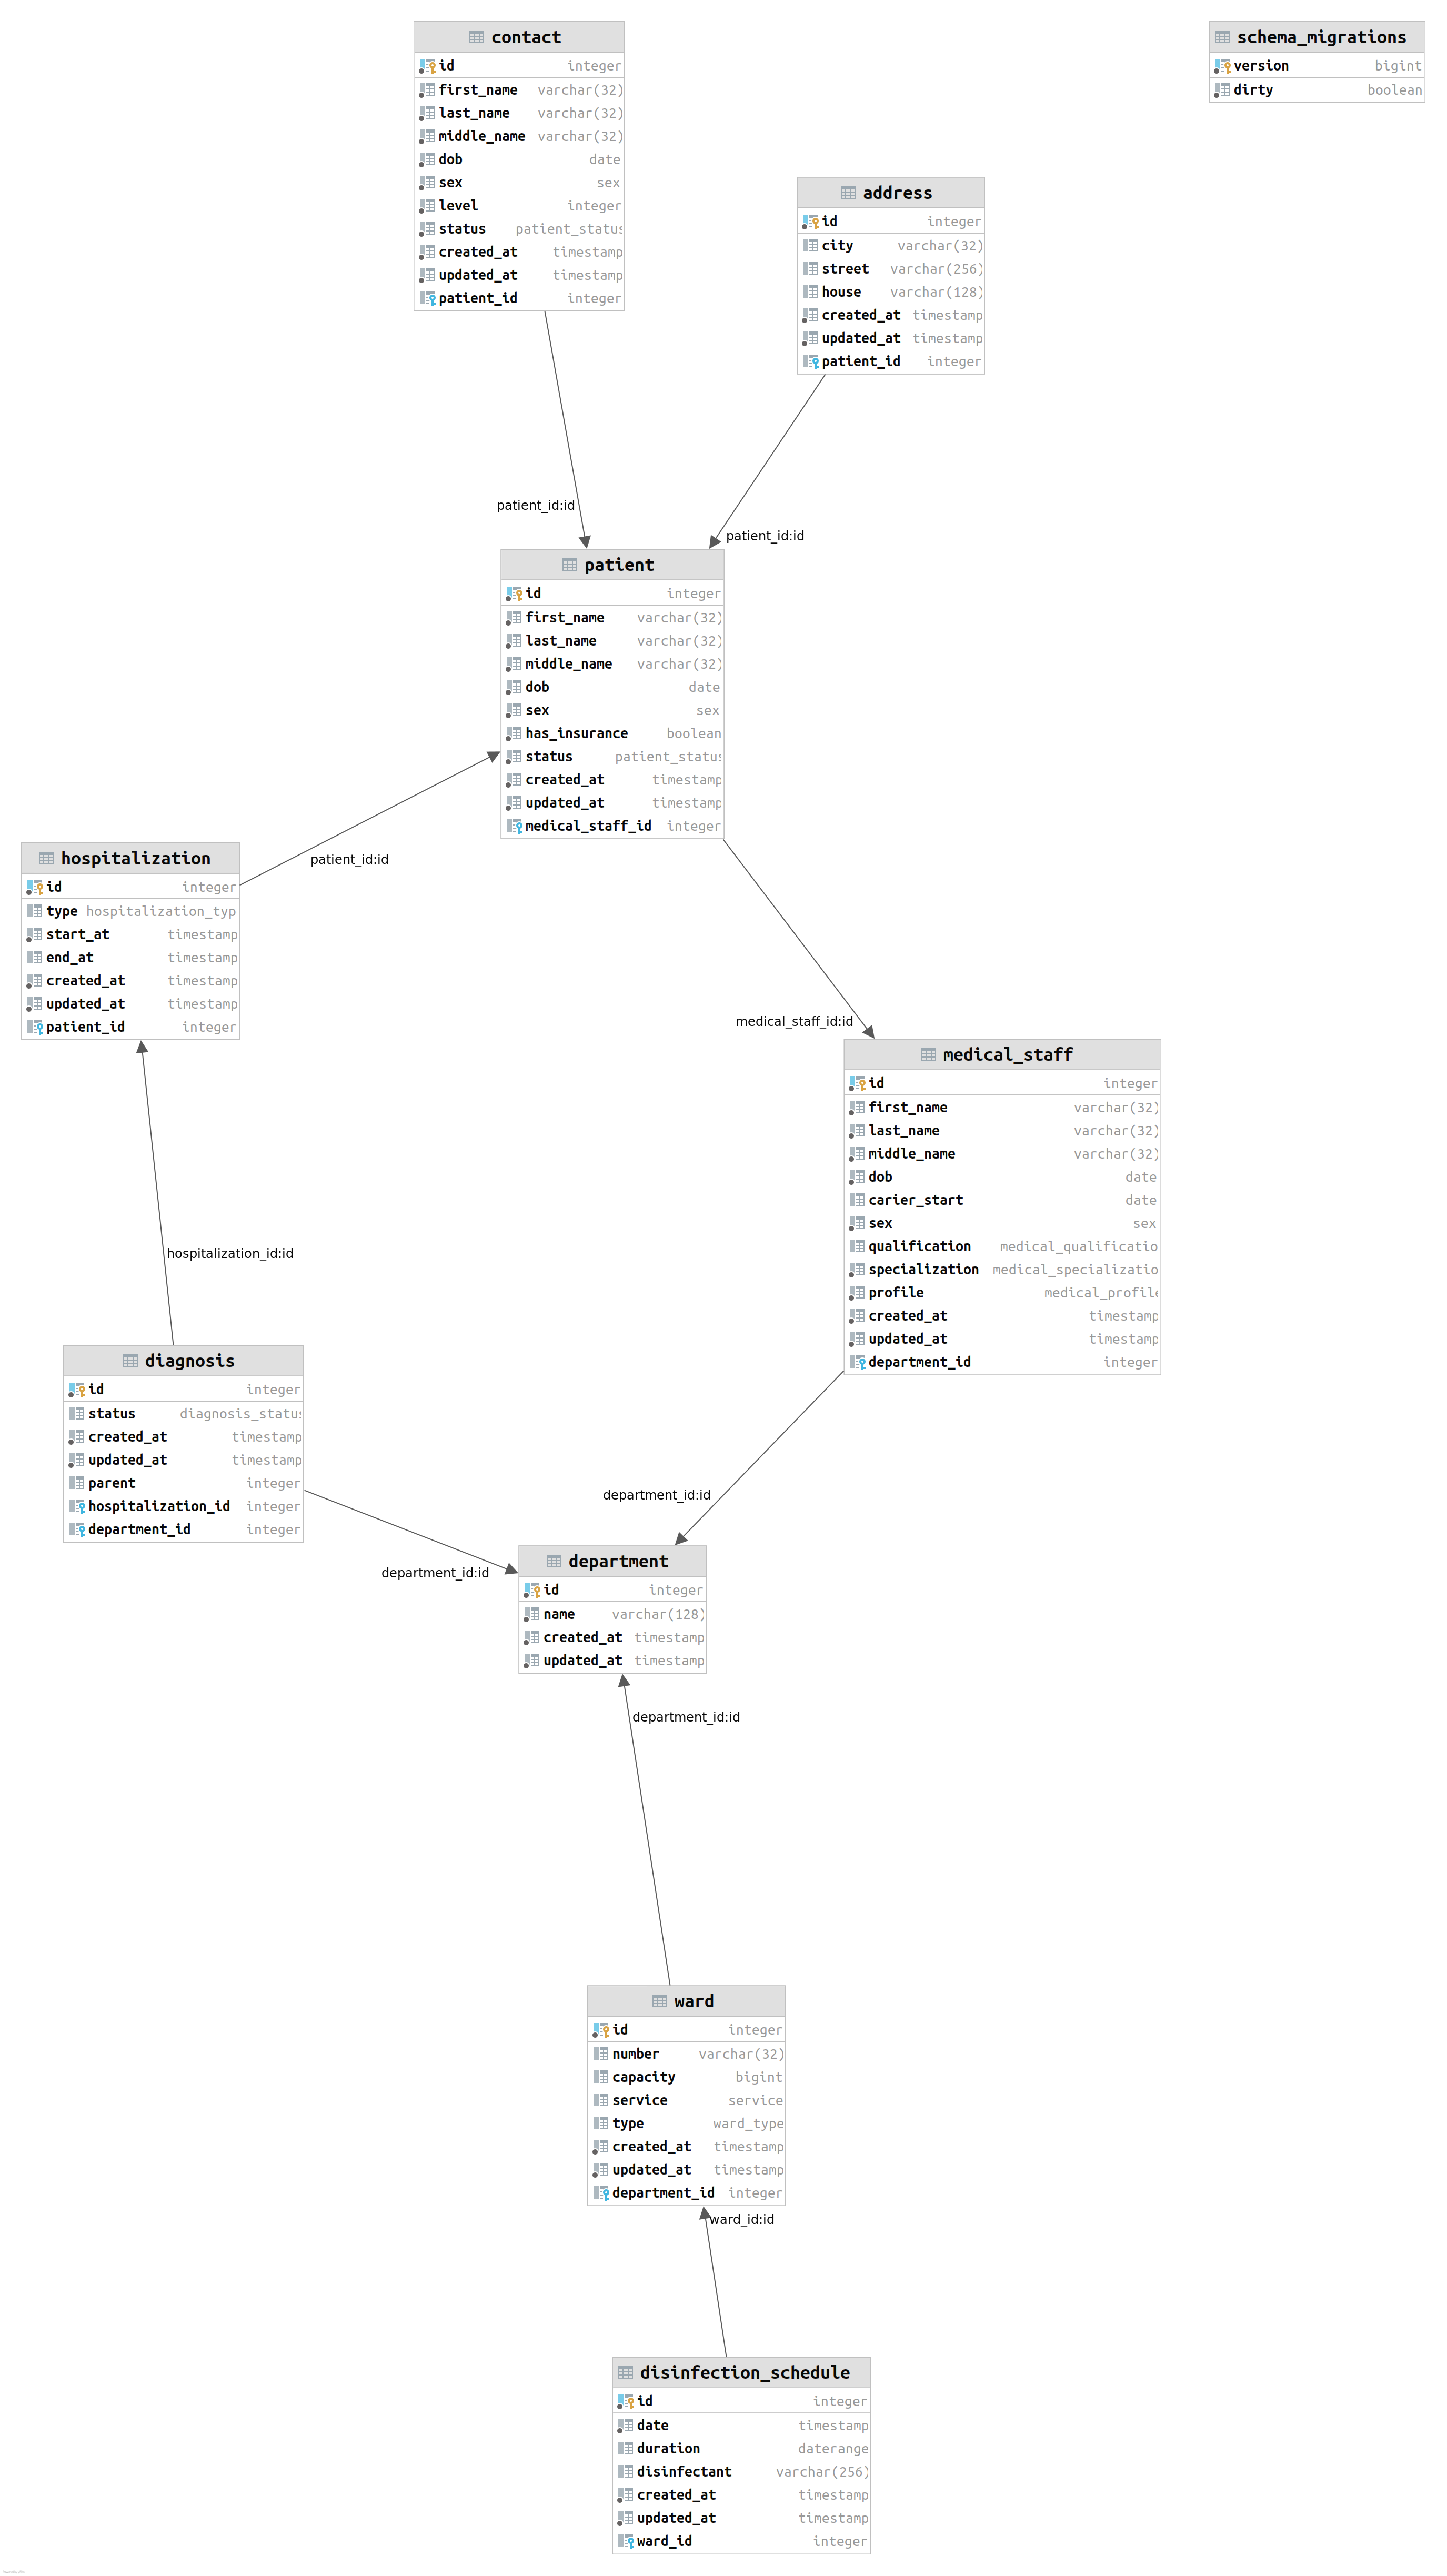 contact
id integer
first_name varchar(32)
last_name varchar(32)
middle_name varchar(32)
dob date
sex sex
level integer
status patient_status
created_at timestamp
updated_at timestamp
patient_id integer
schema_migrations
version bigint
dirty boolean
address
id integer
city varchar(32)
street varchar(256)
house varchar(128)
created_at timestamp
updated_at timestamp
patient_id integer
patient_id:id
patient_id:id
patient
id integer
first_name varchar(32)
last_name varchar(32)
middle_name varchar(32)
dob date
sex sex
has_insurance boolean
status patient_status
created_at timestamp
updated_at timestamp
medical_staff_id integer
patient_id:id
hospitalization
id integer
type hospitalization_typ
start_at timestamp
end_at timestamp
created_at timestamp
updated_at timestamp
patient_id integer
medical_staff_id:id
medical_staff
id integer
first_name varchar(32)
last_name varchar(32)
middle_name varchar(32)
dob date
carier_start date
sex sex
qualification medical_qualificatio
specialization medical_specializatio
profile medical_profile
created_at timestamp
updated_at timestamp
department_id integer
hospitalization_id:id
diagnosis
id integer
status diagnosis_status
created_at timestamp
updated_at timestamp
parent integer
hospitalization_id integer
department_id integer
department_id:id
department_id:id
department
id integer
name varchar(128)
created_at timestamp
updated_at timestamp
department_id:id
ward
id integer
number varchar(32)
capacity bigint
service service
type ward_type
created_at timestamp
updated_at timestamp
department_id integer
ward_id:id
disinfection_schedule
id integer
date timestamp
duration daterange
disinfectant varchar(256)
created_at timestamp
updated_at timestamp
ward_id integer